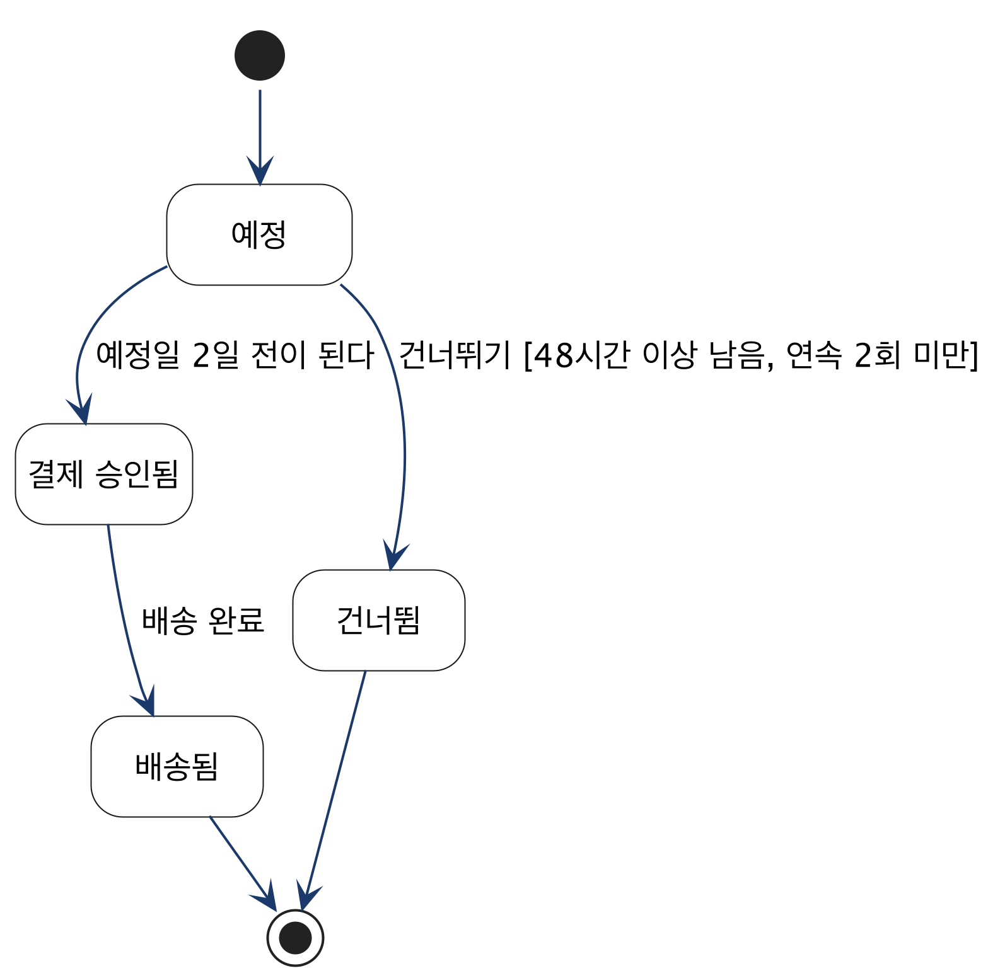 예정
예정일 2일 전이 된다
건너뛰기 [48시간 이상 남음, 연속 2회 미만]
결제 승인됨
배송 완료
건너뜀
배송됨